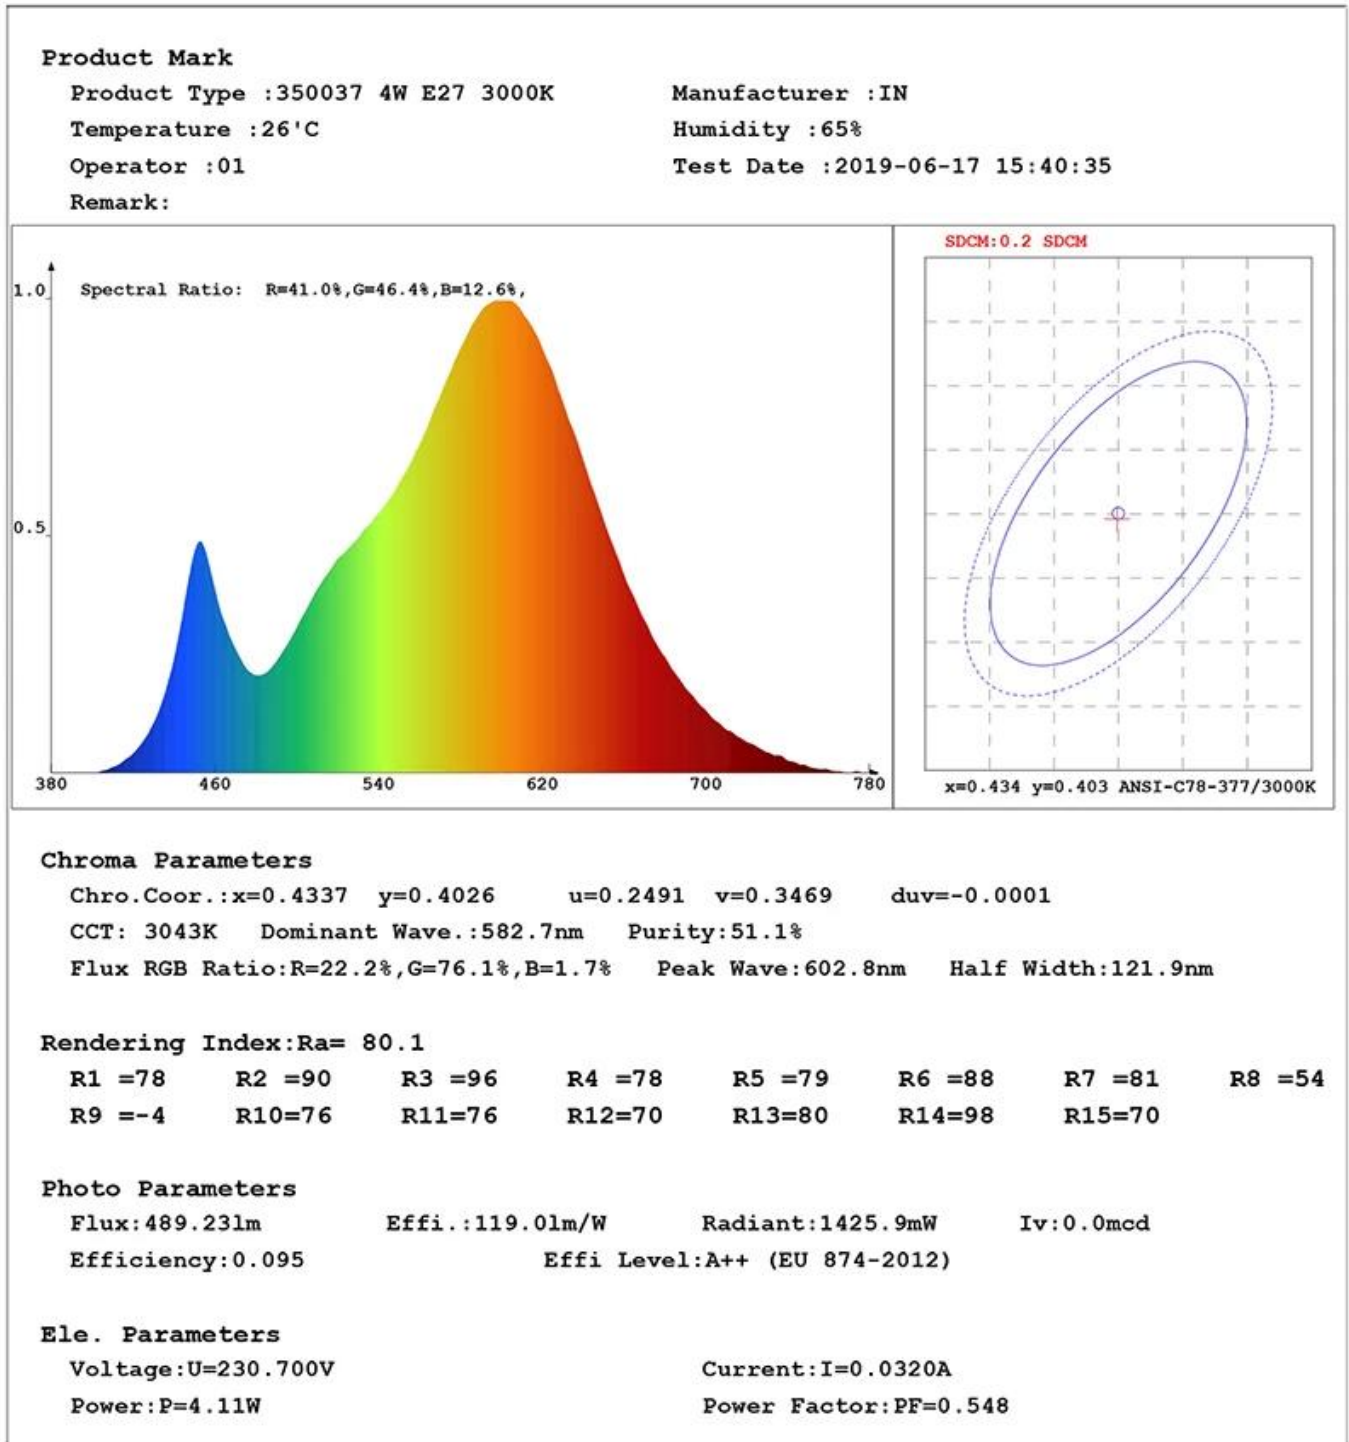 Product Mark
Product Type :350037 4W E27 3000K Manufacturer :IN
Temperature :26'C Humidity :65%
Operator :01 Test Date :2019-06-17 15:40:35
Remark:
SDCM:0.2 SDCM
1.0 Spectral Ratio: R=41.0%,G=46.4%,B=12.6%,
0.5
380 460 540 620 700 780
x=0.434 y=0.403 ANSI-C78-377/3000K
Chroma Parameters
Chro.Coor.:x=0.4337 y=0.4026 u=0.2491 v=0.3469 duv=-0.0001
CCT: 3043K Dominant Wave.:582.7nm Purity:51.1%
Flux RGB Ratio:R=22.2%,G=76.1%,B=1.7% Peak Wave:602.8nm Half Width:121.9nm
Rendering Index:Ra= 80.1
R1 =78 R2 =90 R3 =96 R4 =78 R5 =79 R6 =88 R7 =81 R8 =54
R9 =-4 R10=76 R11=76 R12=70 R13=80 R14=98 R15=70
Photo Parameters
Flux:489.23lm Effi.:119.0lm/W Radiant:1425.9mW Iv:0.0mcd
Efficiency:0.095 Effi Level:A++ (EU 874-2012)
Ele. Parameters
Voltage:U=230.700V Current:I=0.0320A
Power:P=4.11W Power Factor:PF=0.548